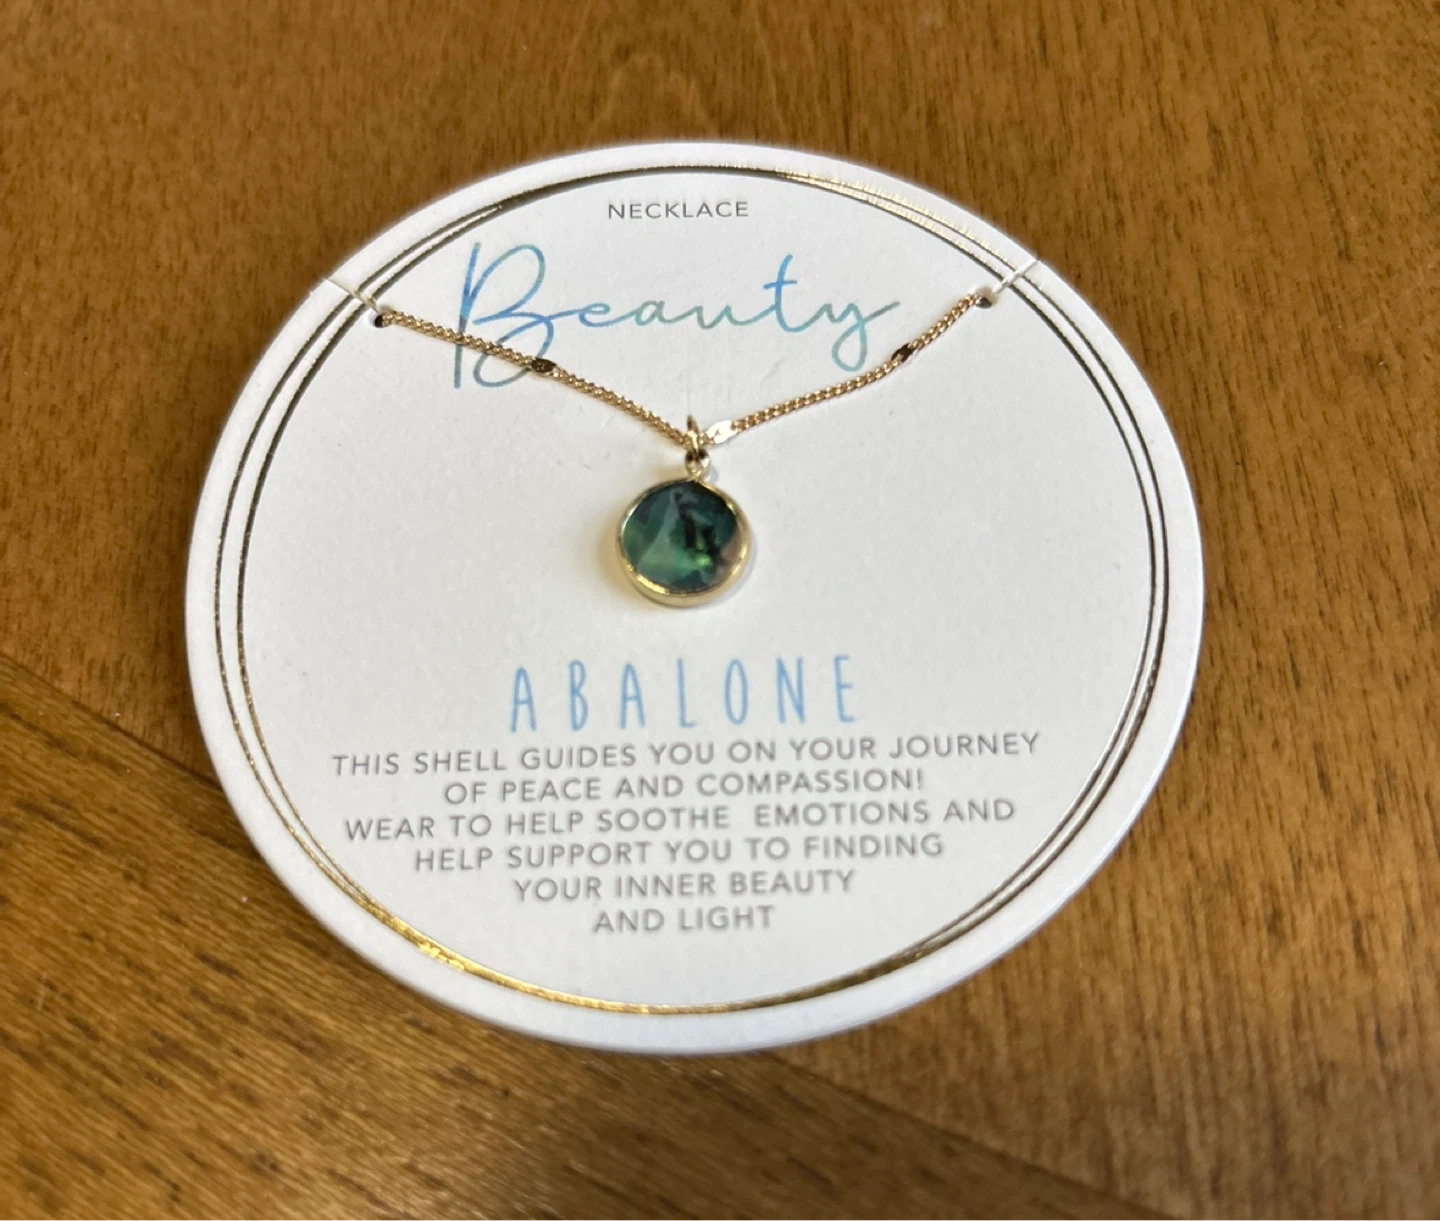 NECKLACE
Beauty
ABALONE
THIS SHELL GUIDES YOU ON YOUR JOURNEY
OF PEACE AND COMPASSION!
WEAR TO HELP SOOTHE EMOTIONS AND
HELP SUPPORT YOU TO FINDING
YOUR INNER BEAUTY
AND LIGHT